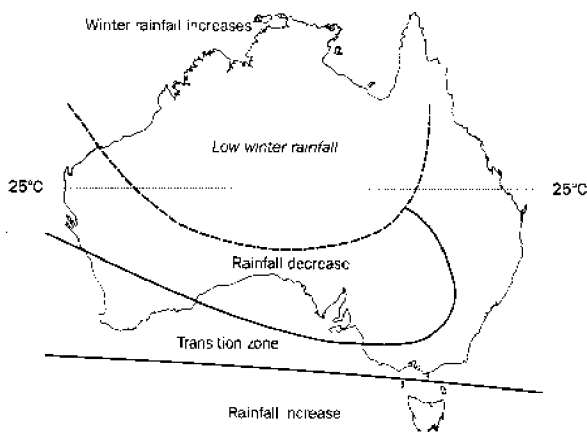 Winter rainfall increases
Low winter rainfall
25°C
25°C
Rainfall decrease
Transition zone
Rainfall increase